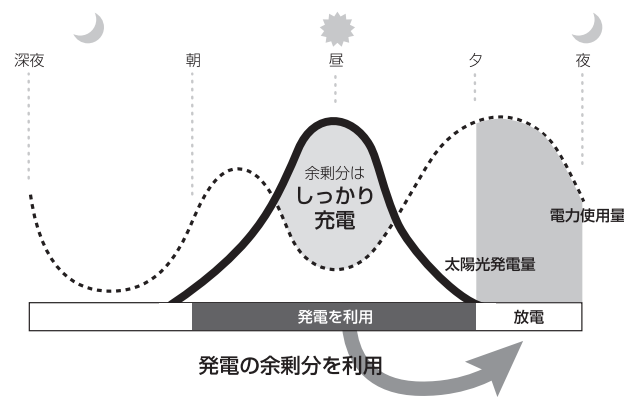 深夜
朝
昼
夕
夜
余剰分は
しっかり
充電
電力使用量
太陽光発電量
発電を利用
放電
発電の余剰分を利用